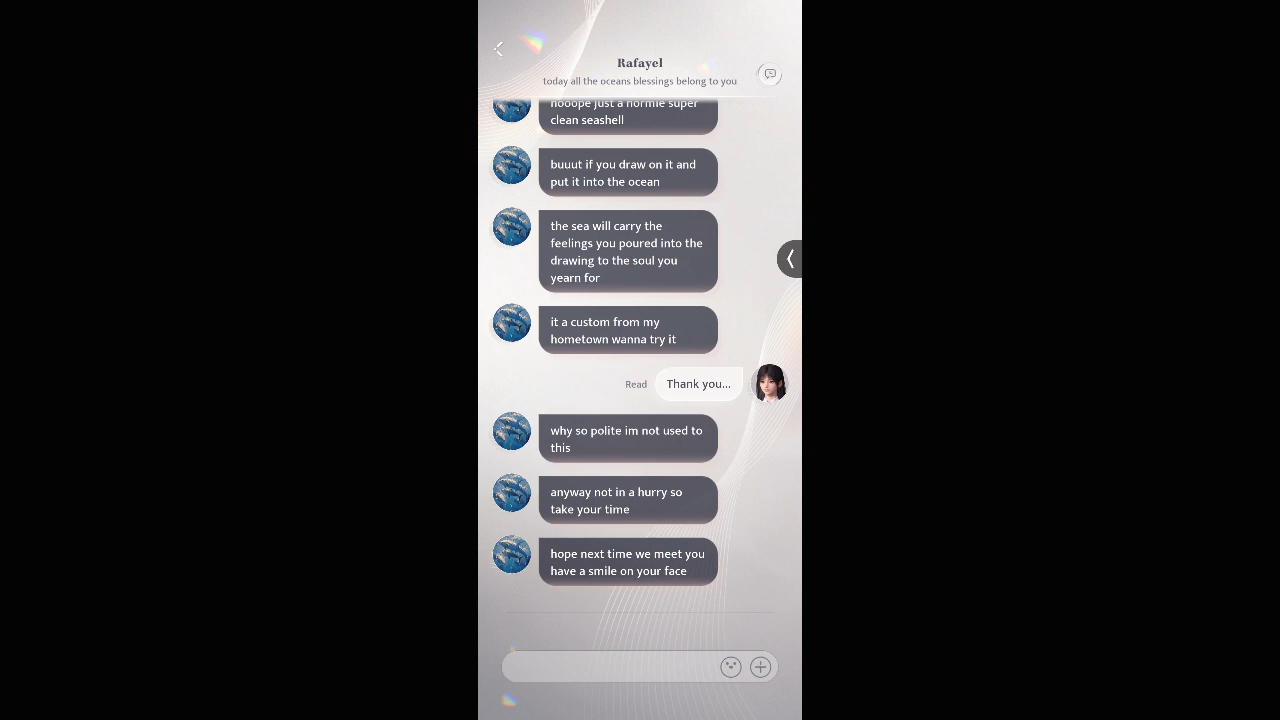 Rafayel
today all the oceans blessings belong to you
nooope just a normie super
clean seashell
buuut if you draw on it and
put it into the ocean
the sea will carry the
feelings you poured into the
drawing to the soul you
yearn for
it a custom from my
hometown wanna try it
Read Thank you...
why so polite im not used to
this
anyway not in a hurry so
take your time
hope next time we meet you
have a smile on your face